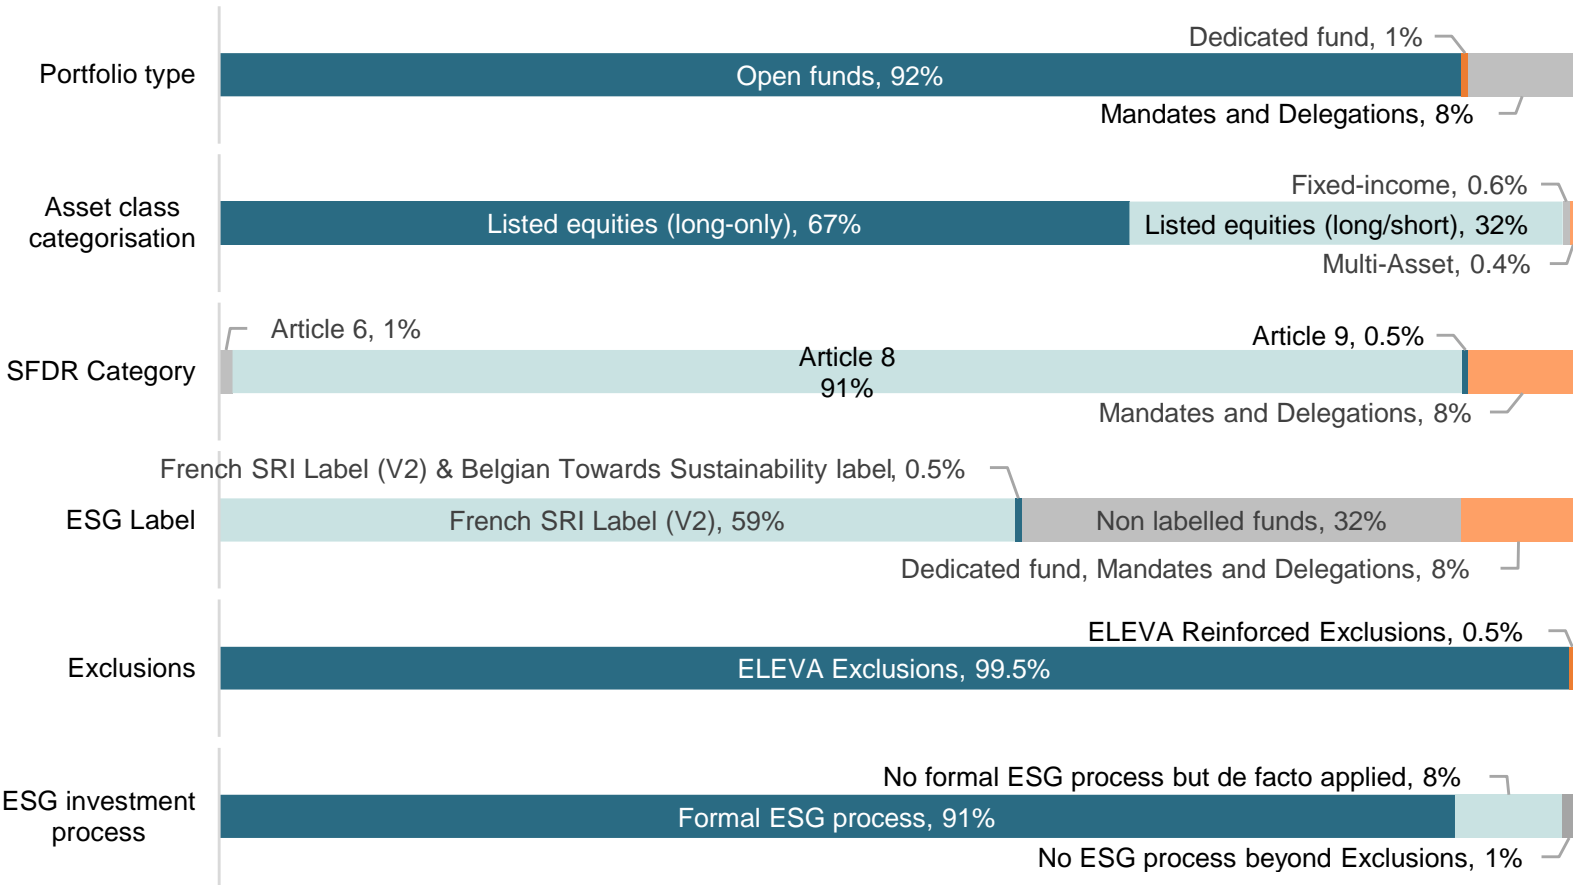 Dedicated fund, 1%
Portfolio type
Open funds, 92%
Mandates and Delegations, 8%
Fixed-income, 0.6%
Asset class
categorisation
Listed equities (long-only), 67%
Listed equities (long/short), 32%
Multi-Asset, 0.4%
Article 6, 1%
Article 9, 0.5%
SFDR Category
Article 8
91%
Mandates and Delegations, 8%
French SRI Label (V2) & Belgian Towards Sustainability label, 0.5%
ESG Label
French SRI Label (V2), 59%
Non labelled funds, 32%
Dedicated fund, Mandates and Delegations, 8%
ELEVA Reinforced Exclusions, 0.5%
Exclusions
ELEVA Exclusions, 99.5%
No formal ESG process but de facto applied, 8%
ESG investment
process
Formal ESG process, 91%
No ESG process beyond Exclusions, 1%